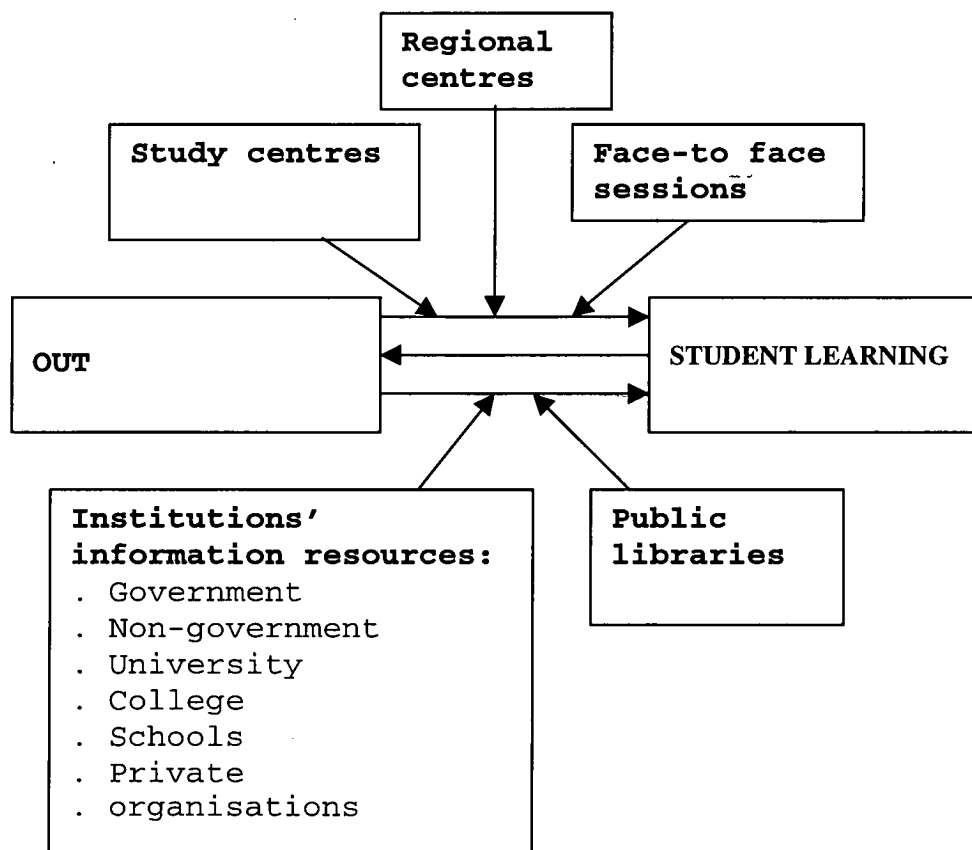 Regional
centres
Study centres
Face-to face
sessions
OUT
STUDENT LEARNING
Institutions’
information resources:
. Government
. Non-government
. University
. College
. Schools
. Private
. organisations
Public
libraries